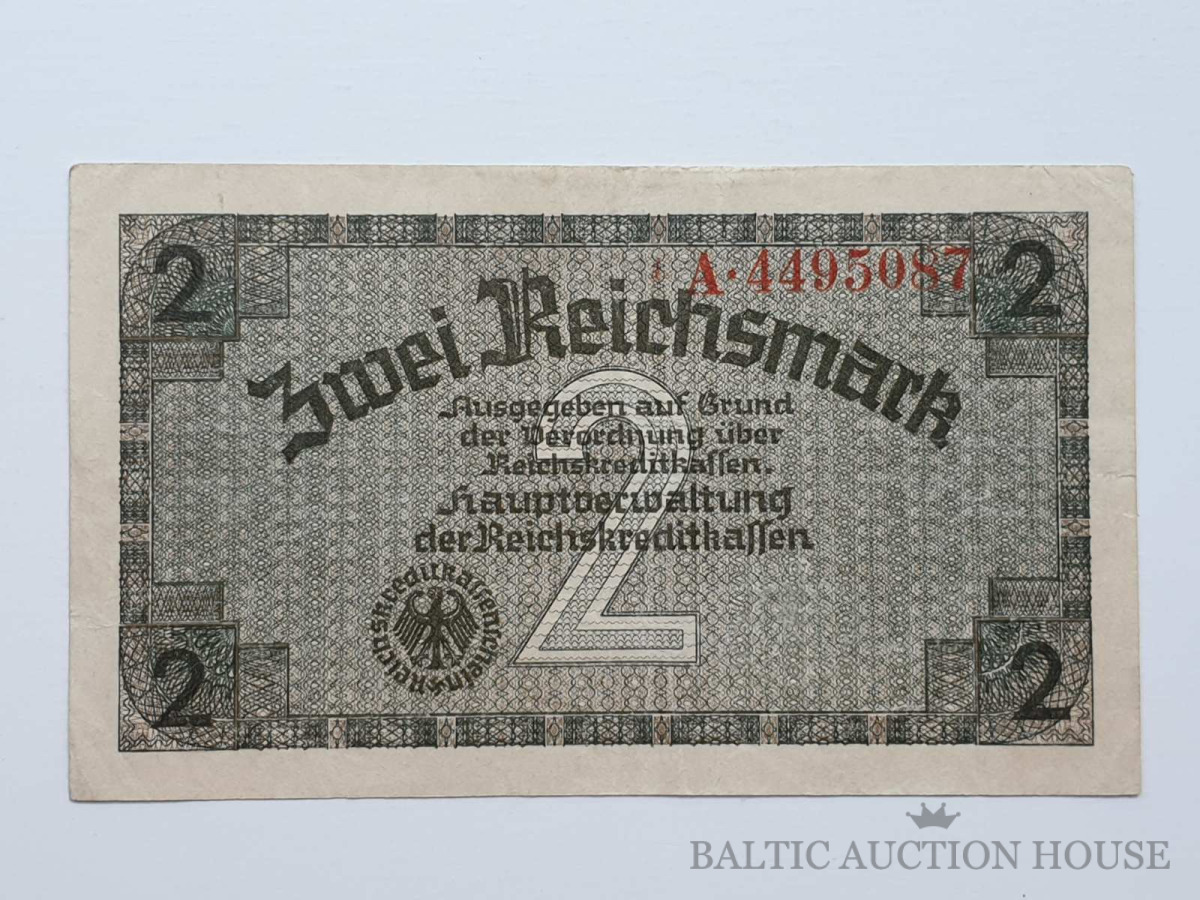 2
2
A·4495087
Zwei Reichsmark
Ausgegeben auf Grund
der Verordnung über
Reichskreditkassen.
Hauptverwaltung
der Reichskreditkassen
2
Reichskreditkassenscheine
2
2
BALTIC AUCTION HOUSE